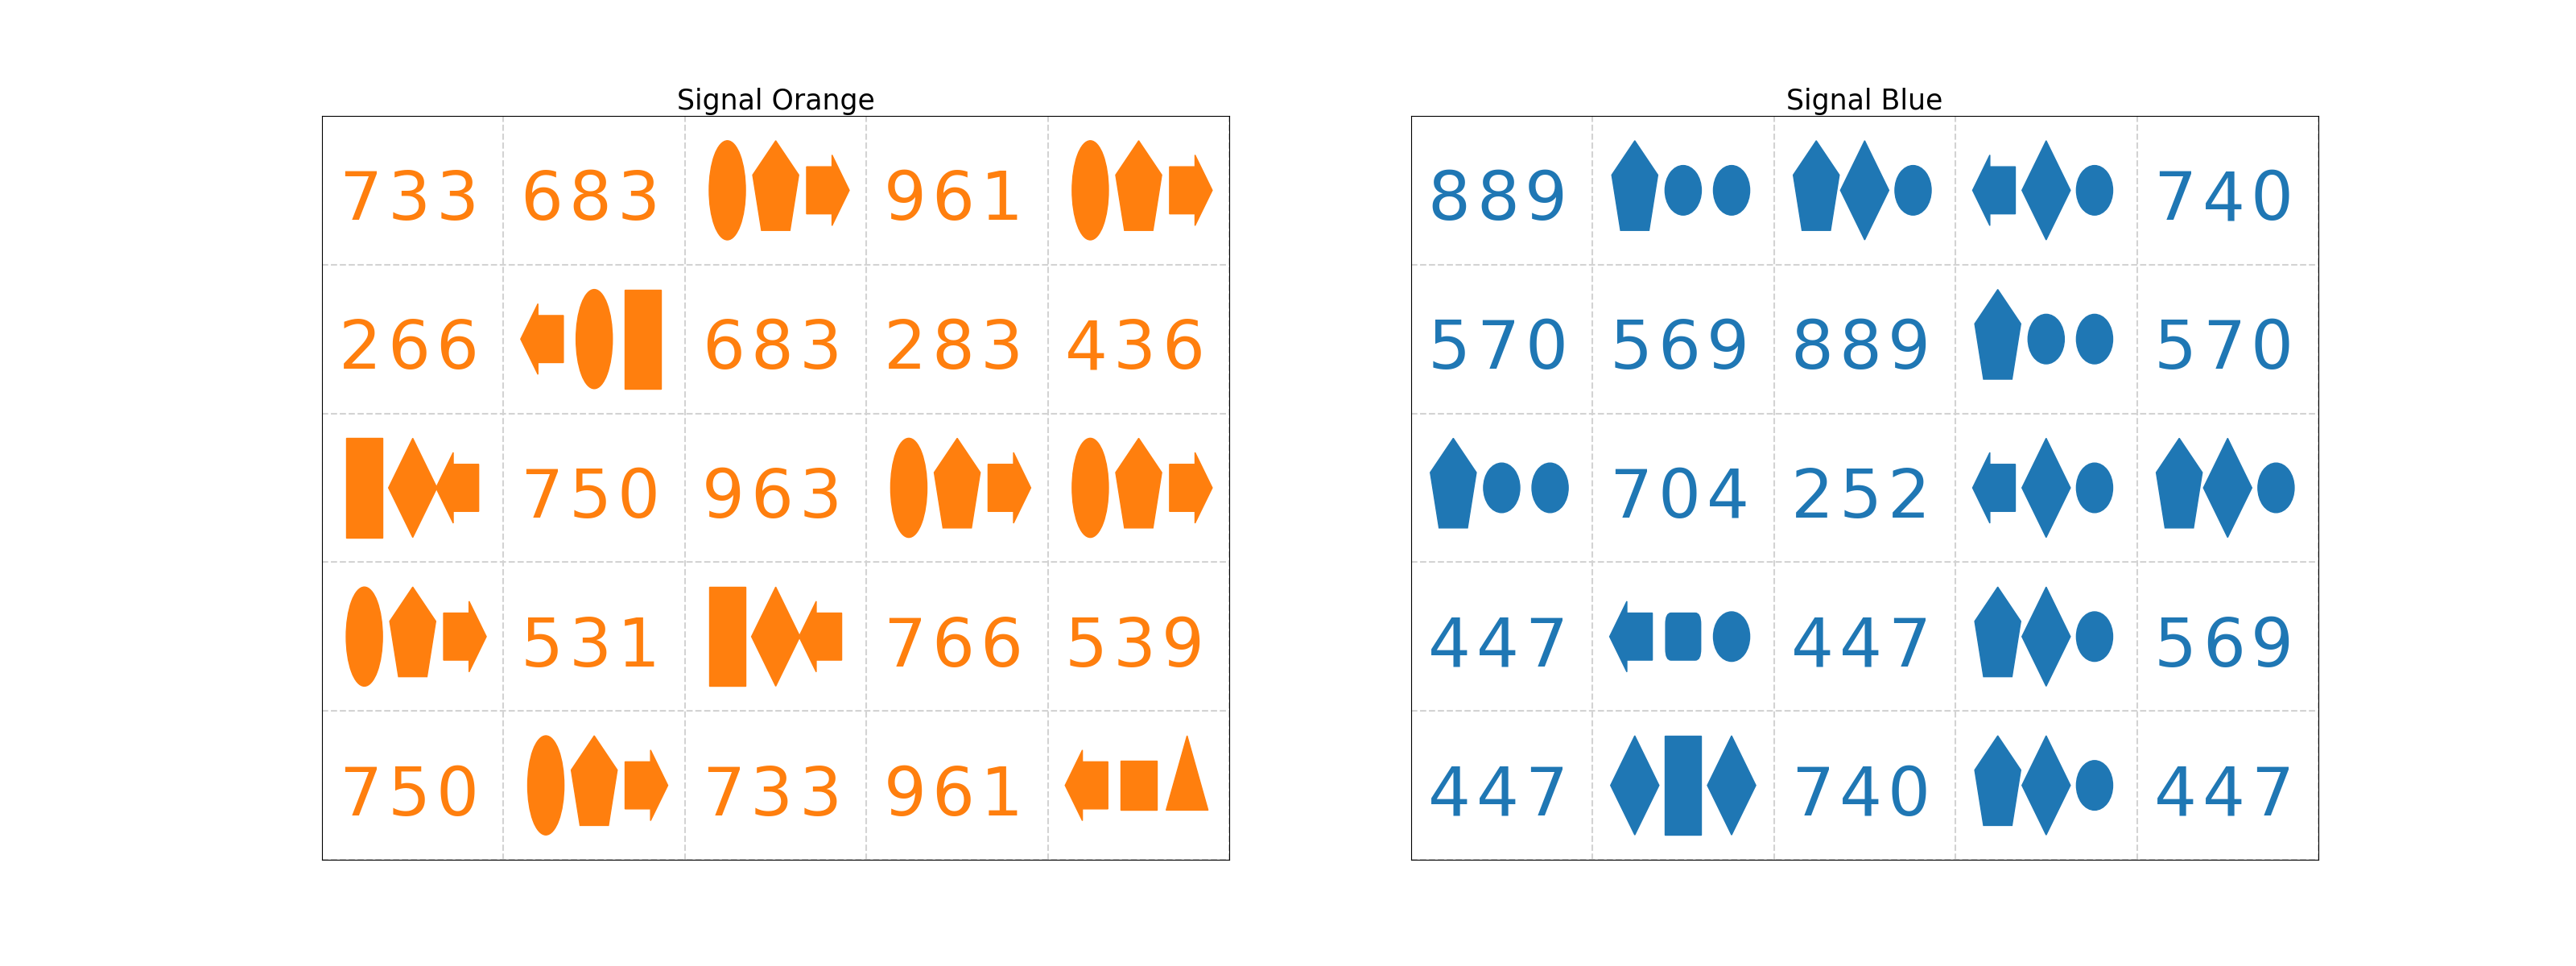 Signal Orange
733 683 961
266 683 283 436
750 963
531 766 539
750 733 961
Signal Blue
889 740
570 569 889 570
704 252
447 447 569
447 740 447